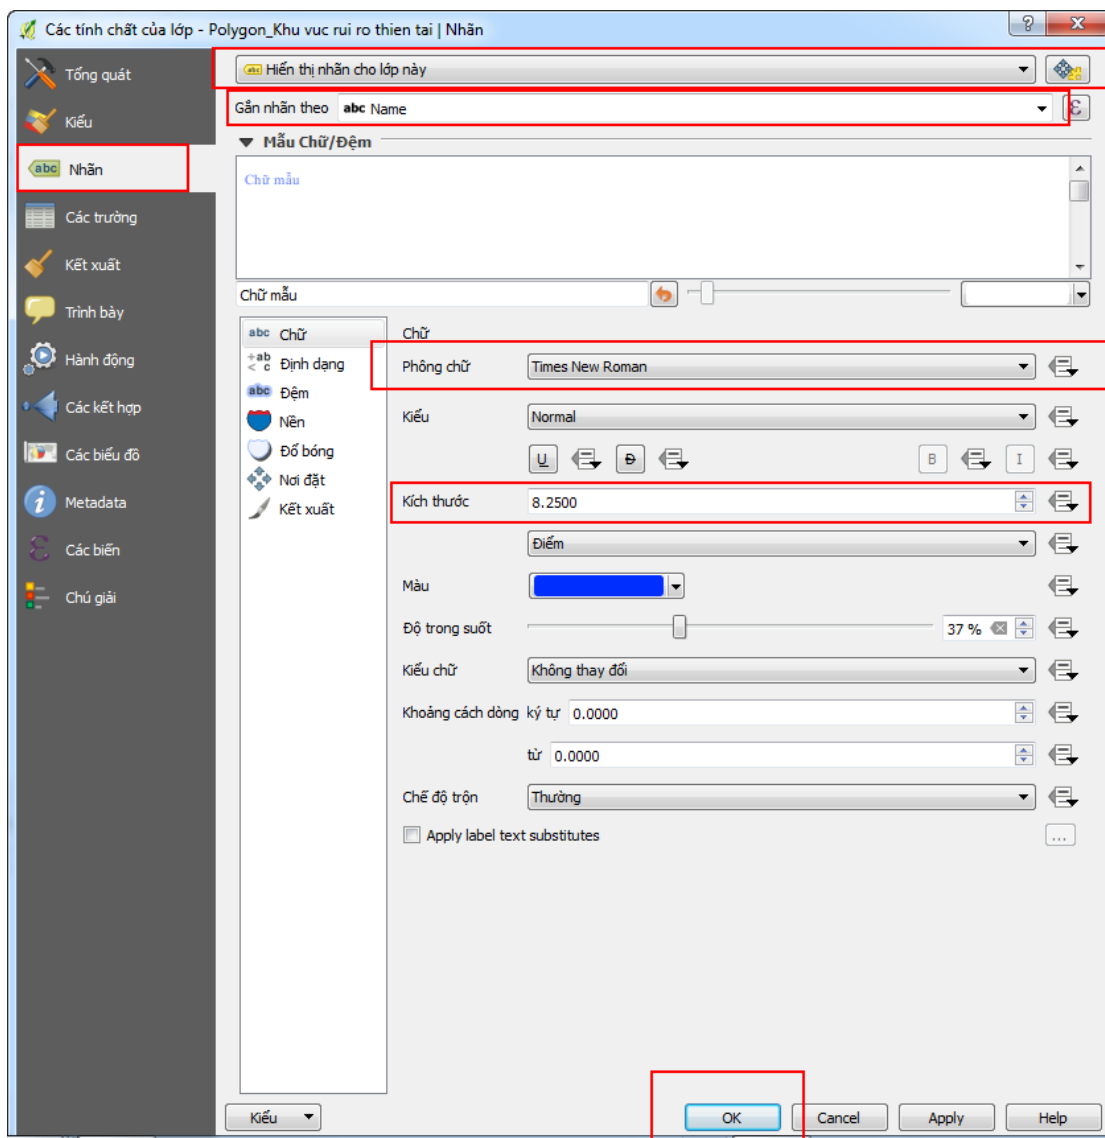 Các tính chất của lớp - Polygon_Khu vuc rui ro thien tai | Nhãn
Tổng quát
Kiểu
abc Nhãn
Các trường
Kết xuất
Trình bày
Hành động
Các kết hợp
Các biểu đồ
Metadata
Các biến
Chú giải
abc Hiển thị nhãn cho lớp này
Gắn nhãn theo abc Name
Mẫu Chữ/Đệm
Chữ mẫu
Chữ mẫu
abc Chữ
+ab < c Định dạng
abc Đệm
Nền
Đổ bóng
Nơi đặt
Kết xuất
Chữ
Phông chữ Times New Roman
Kiểu Normal
U D B I
Kích thước 8.2500
Điểm
Màu
Độ trong suốt 37 %
Kiểu chữ Không thay đổi
Khoảng cách dòng ký tự 0.0000
từ 0.0000
Chế độ trộn Thường
Apply label text substitutes ...
Kiểu OK Cancel Apply Help